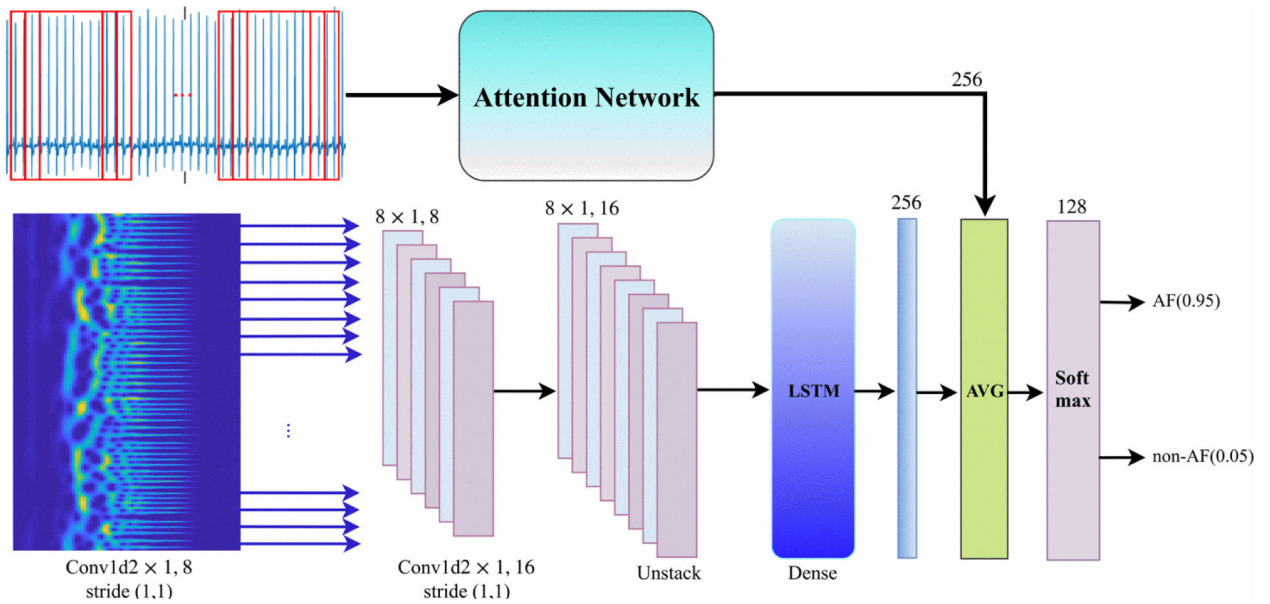 Attention Network
256
8 × 1, 8
8 × 1, 16
256
128
LSTM
AVG
Soft
max
AF(0.95)
non-AF(0.05)
Conv1d2 × 1, 8
stride (1,1)
Conv1d2 × 1, 16
stride (1,1)
Unstack
Dense